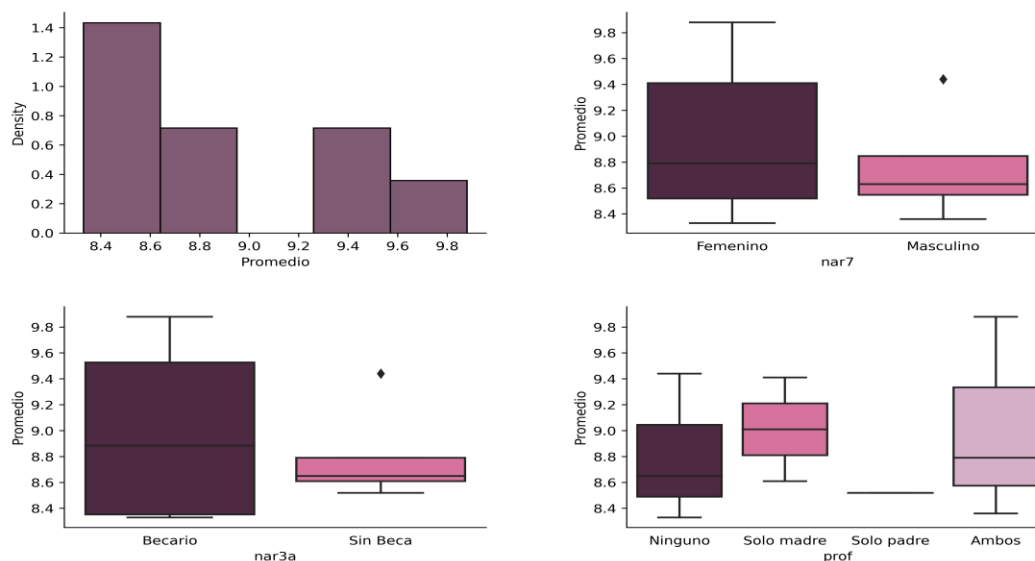 1.4
1.2
1.0
0.8
0.6
0.4
0.2
0.0
Density
8.4 8.6 8.8 9.0 9.2 9.4 9.6 9.8
Promedio
9.8
9.6
9.4
9.2
9.0
8.8
8.6
8.4
Promedio
Femenino Masculino
nar7
9.8
9.6
9.4
9.2
9.0
8.8
8.6
8.4
Promedio
Becario Sin Beca
nar3a
9.8
9.6
9.4
9.2
9.0
8.8
8.6
8.4
Promedio
Ninguno Solo madre Solo padre Ambos
prof